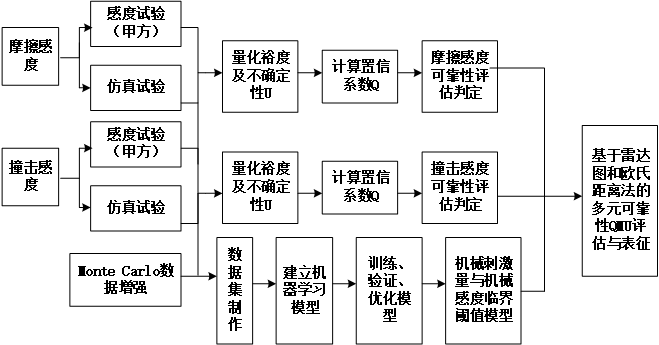 摩擦感
度
感度试验
（甲方）
仿真试验
量化裕度
及不确定
性U
计算置信
系数Q
摩擦感度
可靠性评
估判定
撞击感
度
感度试验
（甲方）
仿真试验
量化裕度
及不确定
性U
计算置信
系数Q
撞击感度
可靠性评
估判定
基于雷达
图和欧氏
距离法的
多元可靠
性QMU评
估与表征
Monte Carlo数
据增强
数
据
集
制
作
建立机
器学习
模型
训练、
验证、
优化模
型
机械刺激
量与机械
感度临界
阈值模型